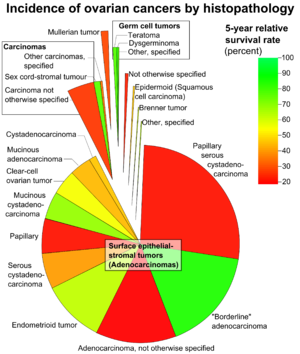 Incidence of ovarian cancers by histopathology
Germ cell tumors
Teratoma
Dysgerminoma
Other, specified
Mullerian tumor
Carcinomas
Other carcinomas,
specified
Sex cord-stromal tumour
Carcinoma not
otherwise specified
5-year relative
survival rate
(percent)
100
90
80
70
60
50
40
30
20
Not otherwise specified
Epidermoid (Squamous
cell carcinoma)
Brenner tumor
Other, specified
Cystadenocarcinoma
Mucinous
adenocarcinoma
Clear-cell
ovarian tumor
Mucinous
cystadeno-
carcinoma
Papillary
Serous
cystadeno-
carcinoma
Endometrioid tumor
Papillary
serous
cystadeno-
carcinoma
Surface epithelial-
stromal tumors
(Adenocarcinomas)
"Borderline"
adenocarcinoma
Adenocarcinoma, not otherwise specified